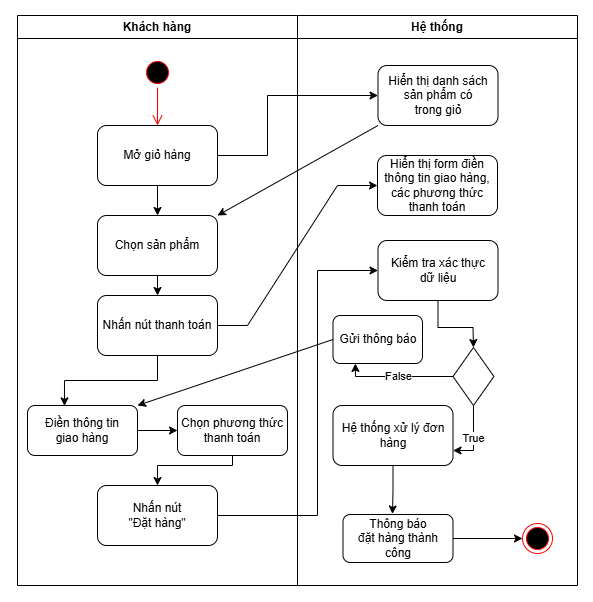 Khách hàng
Hệ thống
Hiển thị danh sách
sản phẩm có
trong giỏ
Mở giỏ hàng
Hiển thị form điền
thông tin giao hàng,
các phương thức
thanh toán
Chọn sản phẩm
Kiểm tra xác thực
dữ liệu
Nhấn nút thanh toán
Gửi thông báo
False
Điền thông tin
giao hàng
Chọn phương thức
thanh toán
Hệ thống xử lý đơn
hàng
True
Nhấn nút
"Đặt hàng"
Thông báo
đặt hàng thành
công